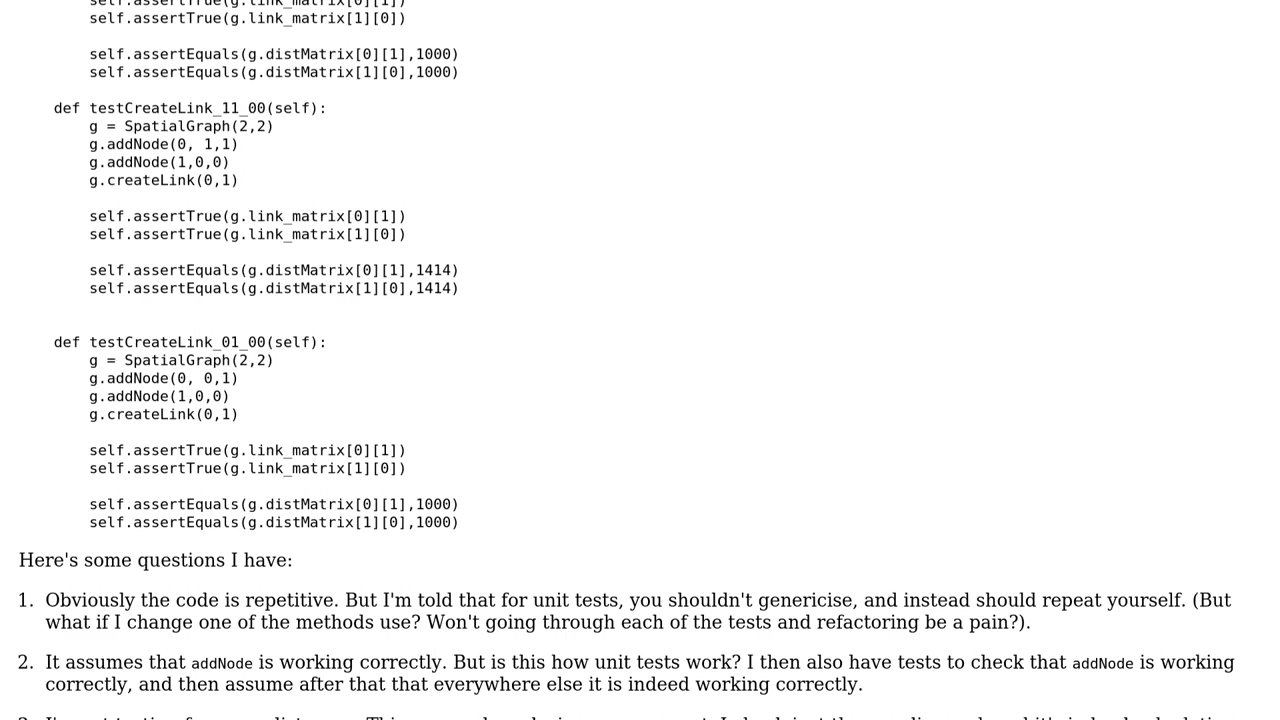 self.assertTrue(g.link_matrix[0][1])
self.assertTrue(g.link_matrix[1][0])
self.assertEquals(g.distMatrix[0][1],1000)
self.assertEquals(g.distMatrix[1][0],1000)
def testCreateLink_11_00(self):
g = SpatialGraph(2,2)
g.addNode(0, 1,1)
g.addNode(1,0,0)
g.createLink(0,1)
self.assertTrue(g.link_matrix[0][1])
self.assertTrue(g.link_matrix[1][0])
self.assertEquals(g.distMatrix[0][1],1414)
self.assertEquals(g.distMatrix[1][0],1414)
def testCreateLink_01_00(self):
g = SpatialGraph(2,2)
g.addNode(0, 0,1)
g.addNode(1,0,0)
g.createLink(0,1)
self.assertTrue(g.link_matrix[0][1])
self.assertTrue(g.link_matrix[1][0])
self.assertEquals(g.distMatrix[0][1],1000)
self.assertEquals(g.distMatrix[1][0],1000)
Here's some questions I have:
1. Obviously the code is repetitive. But I'm told that for unit tests, you shouldn't genericise, and instead should repeat yourself. (But
what if I change one of the methods use? Won't going through each of the tests and refactoring be a pain?).
2. It assumes that addNode is working correctly. But is this how unit tests work? I then also have tests to check that addNode is working
correctly, and then assume after that that everywhere else it is indeed working correctly.